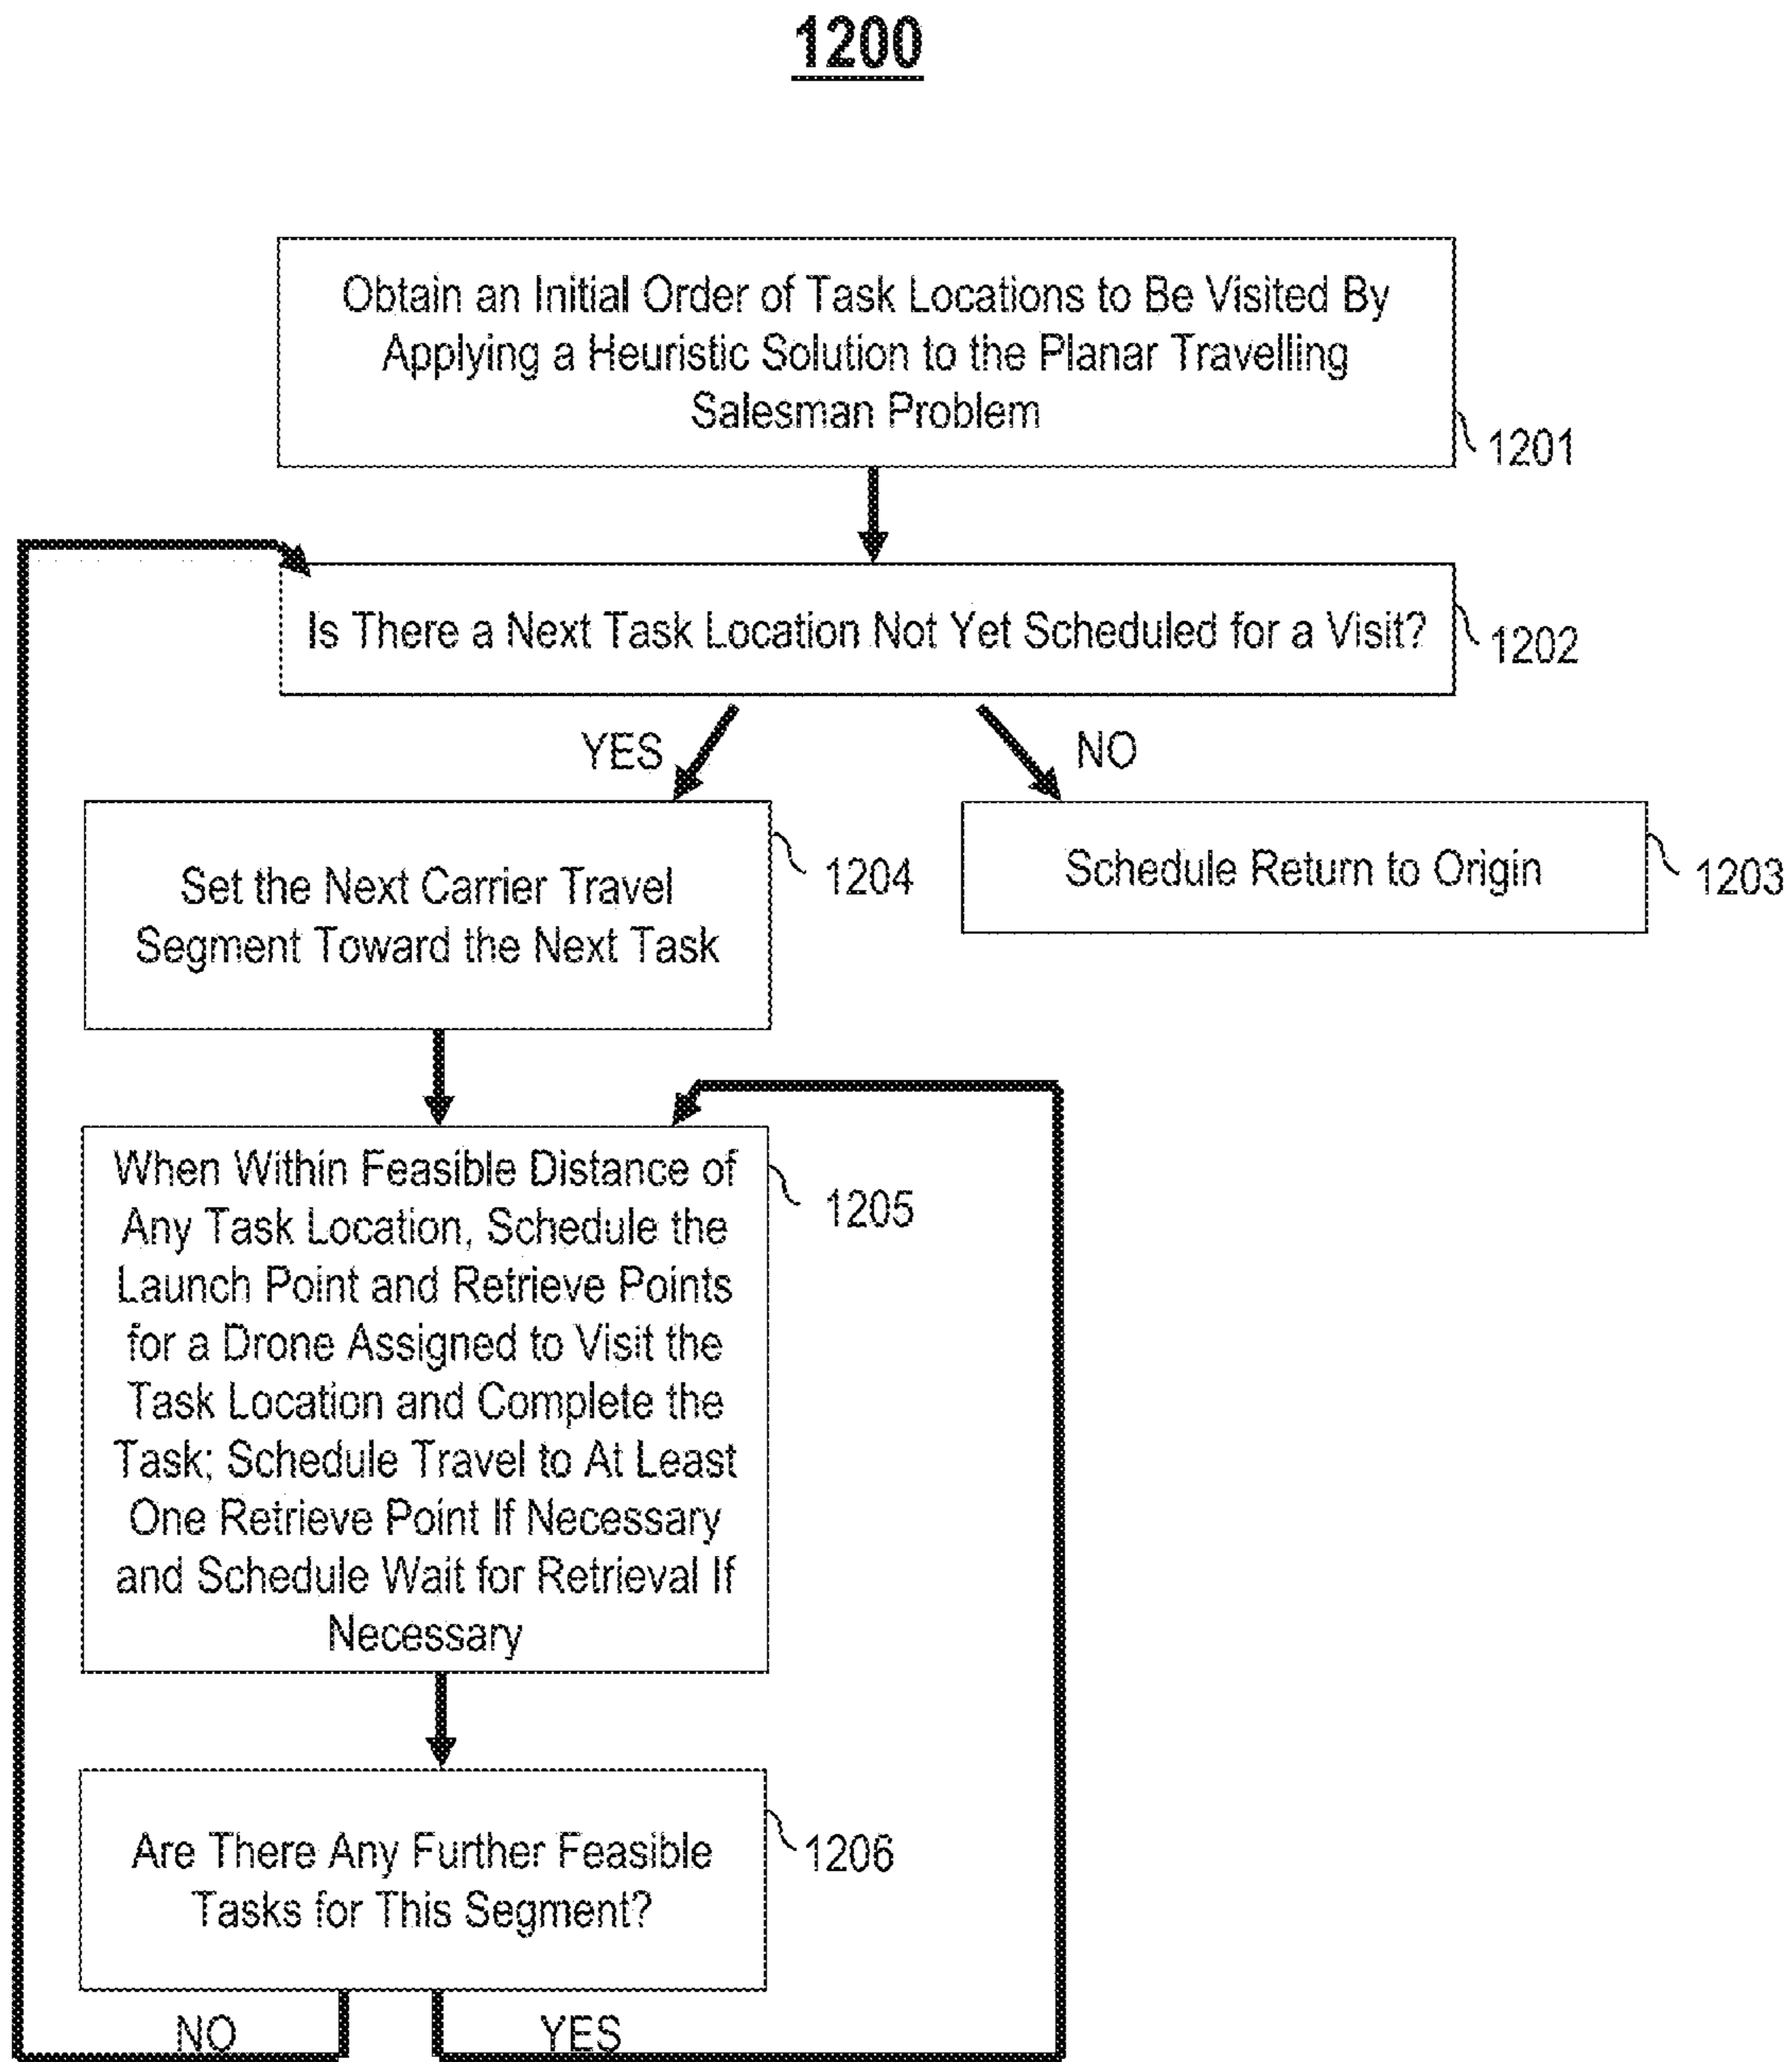 1200
Obtain an Initial Order of Task Locations to Be Visited By
Applying a Heuristic Solution to the Planar Travelling
Salesman Problem
1201
Is There a Next Task Location Not Yet Scheduled for a Visit?
1202
YES
NO
Set the Next Carrier Travel
Segment Toward the Next Task
1204
Schedule Return to Origin
1203
When Within Feasible Distance of
Any Task Location, Schedule the
Launch Point and Retrieve Points
for a Drone Assigned to Visit the
Task Location and Complete the
Task; Schedule Travel to At Least
One Retrieve Point If Necessary
and Schedule Wait for Retrieval If
Necessary
1205
Are There Any Further Feasible
Tasks for This Segment?
1206
NO
YES